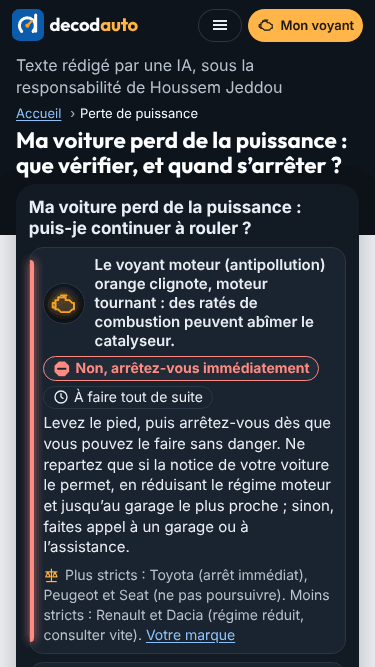 decodauto
Mon voyant
Texte rédigé par une IA, sous la
responsabilité de Houssem Jeddou
Accueil › Perte de puissance
Ma voiture perd de la puissance :
que vérifier, et quand s’arrêter ?
Ma voiture perd de la puissance :
puis-je continuer à rouler ?
Le voyant moteur (antipollution)
orange clignote, moteur
tournant : des ratés de
combustion peuvent abîmer le
catalyseur.
Non, arrêtez-vous immédiatement
À faire tout de suite
Levez le pied, puis arrêtez-vous dès que
vous pouvez le faire sans danger. Ne
repartez que si la notice de votre voiture
le permet, en réduisant le régime moteur
et jusqu’au garage le plus proche ; sinon,
faites appel à un garage ou à
l’assistance.
Plus stricts : Toyota (arrêt immédiat),
Peugeot et Seat (ne pas poursuivre). Moins
stricts : Renault et Dacia (régime réduit,
consulter vite). Votre marque